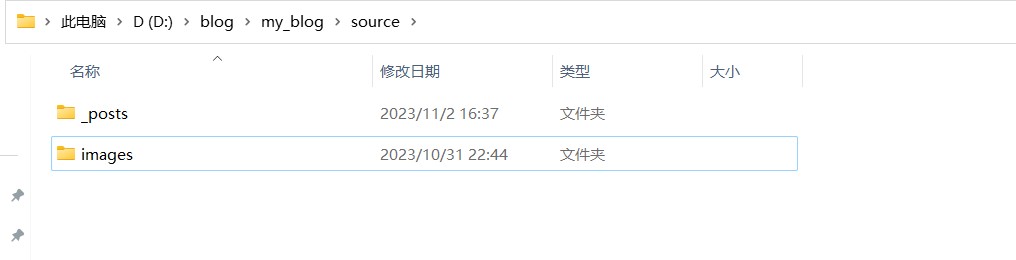 此电脑 > D (D:) > blog > my_blog > source >
名称 修改日期 类型 大小
_posts 2023/11/2 16:37 文件夹
images 2023/10/31 22:44 文件夹